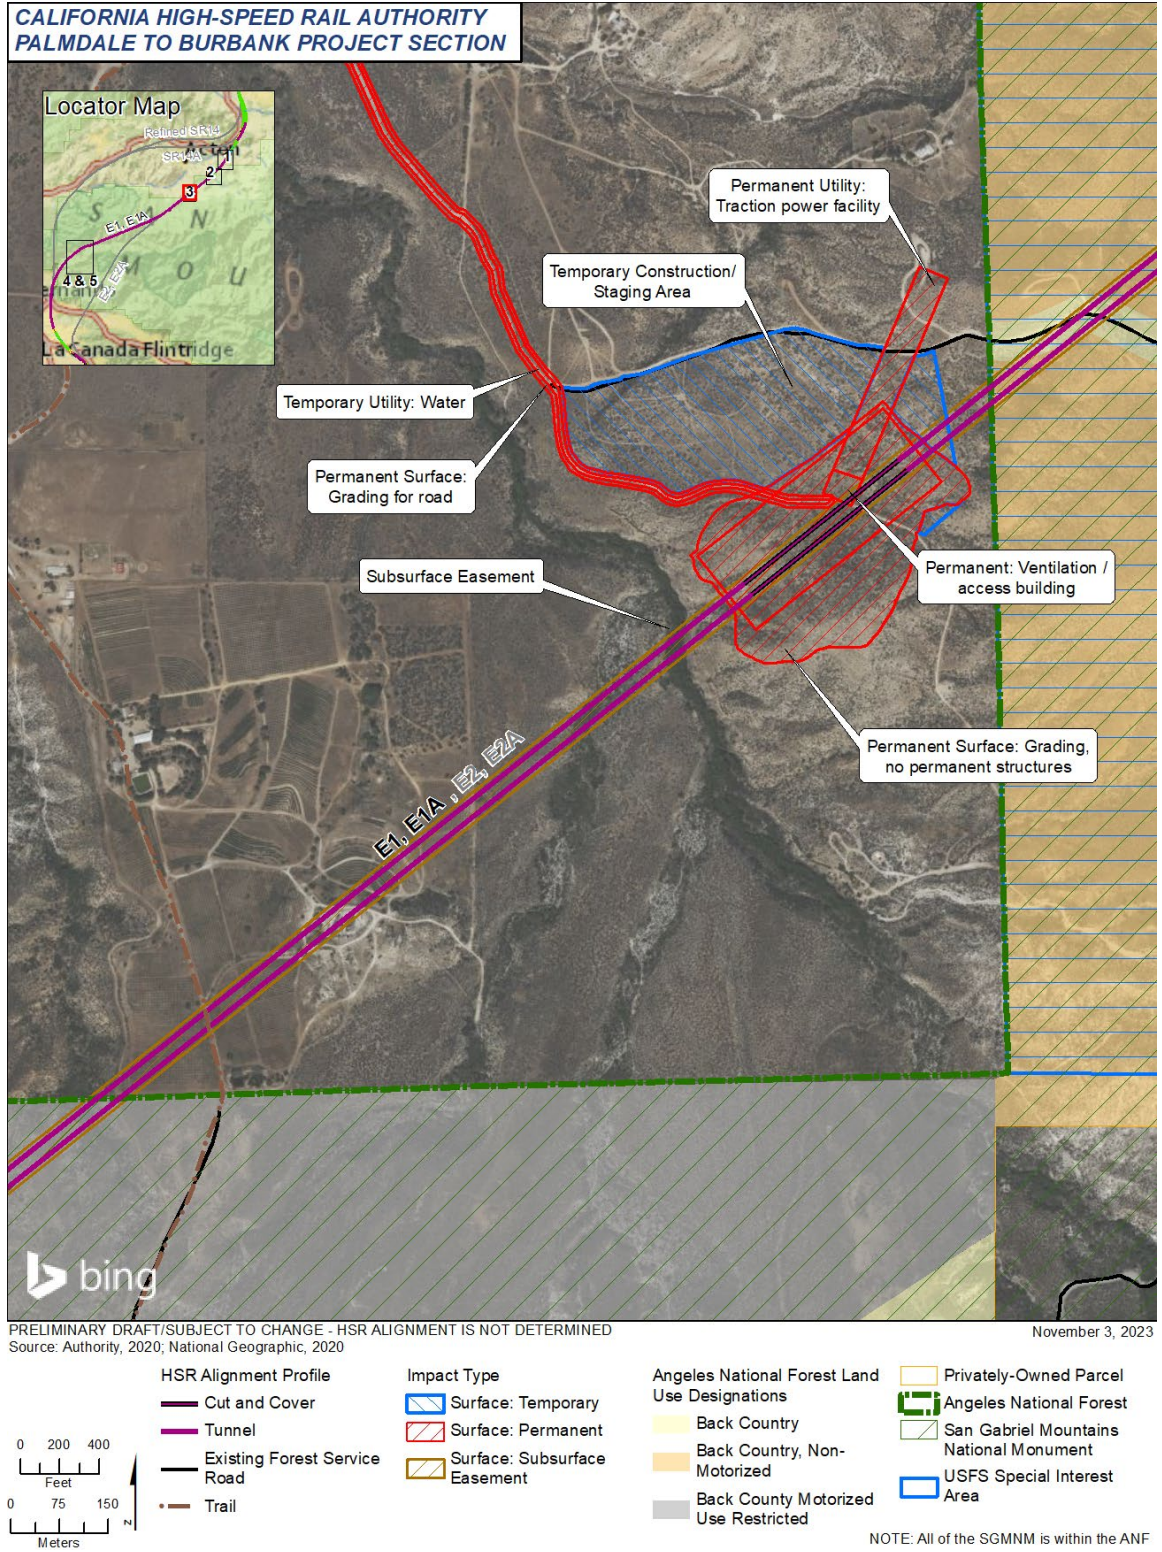 CALIFORNIA HIGH-SPEED RAIL AUTHORITY
PALMDALE TO BURBANK PROJECT SECTION
Locator Map
Refined SR14
Acton
SR14A
1
2
3
S A N
E1, E1A
M O U
E2, E2A
4 & 5
La Canada Flintridge
Permanent Utility:
Traction power facility
Temporary Construction/
Staging Area
Temporary Utility: Water
Permanent Surface:
Grading for road
Subsurface Easement
Permanent: Ventilation /
access building
Permanent Surface: Grading,
no permanent structures
E1, E1A , E2, E2A
bing
PRELIMINARY DRAFT/SUBJECT TO CHANGE - HSR ALIGNMENT IS NOT DETERMINED
November 3, 2023
Source: Authority, 2020; National Geographic, 2020
HSR Alignment Profile
Cut and Cover
Tunnel
Existing Forest Service
Road
Trail
0 200 400
Feet
0 75 150
Meters
N
Impact Type
Surface: Temporary
Surface: Permanent
Surface: Subsurface
Easement
Angeles National Forest Land
Use Designations
Back Country
Back Country, Non-
Motorized
Back County Motorized
Use Restricted
Privately-Owned Parcel
Angeles National Forest
San Gabriel Mountains
National Monument
USFS Special Interest
Area
NOTE: All of the SGMNM is within the ANF